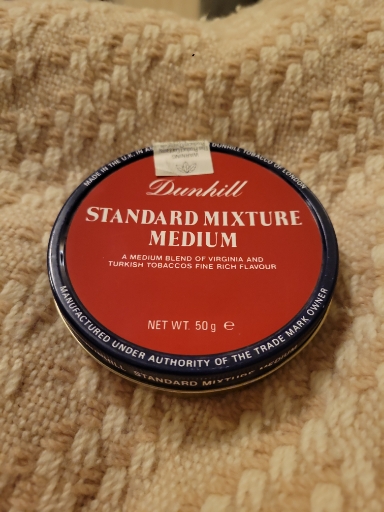 MADE IN THE U.K. IN A
DUNHILL TOBACCO OF LONDON
Dunhill
STANDARD MIXTURE
MEDIUM
A MEDIUM BLEND OF VIRGINIA AND
TURKISH TOBACCOS FINE RICH FLAVOUR
NET WT. 50g e
MANUFACTURED UNDER AUTHORITY OF THE TRADE MARK OWNER
STANDARD MIXTURE MEDIUM